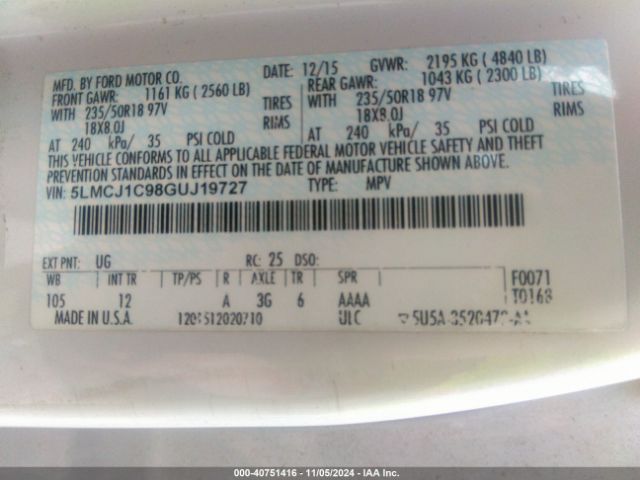 MFD. BY FORD MOTOR CO. DATE: 12/15 GVWR: 2195 KG ( 4840 LB)
FRONT GAWR: 1161 KG ( 2560 LB) REAR GAWR: 1043 KG ( 2300 LB)
WITH 235/50R18 97V TIRES WITH 235/50R18 97V TIRES
18X8.0J RIMS 18X8.0J RIMS
AT 240 kPa/ 35 PSI COLD AT 240 kPa/ 35 PSI COLD
THIS VEHICLE CONFORMS TO ALL APPLICABLE FEDERAL MOTOR VEHICLE SAFETY AND THEFT
PREVENTION STANDARDS IN EFFECT ON THE DATE OF MANUFACTURE SHOWN ABOVE.
VIN: 5LMCJ1C98GUJ19727 TYPE: MPV
EXT PNT: UG RC: 25 DSO:
WB INT TR TP/PS R AXLE TR SPR F0071
105 12 A 3G 6 AAAA T0168
MADE IN U.S.A. ULC
000-40751416 - 11/05/2024 - IAA Inc.